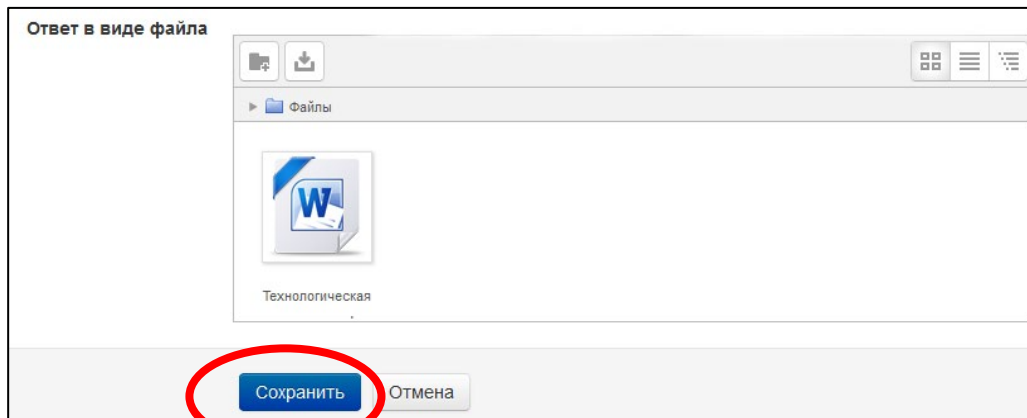 Ответ в виде файла
Файлы
W
Технологическая
Сохранить
Отмена